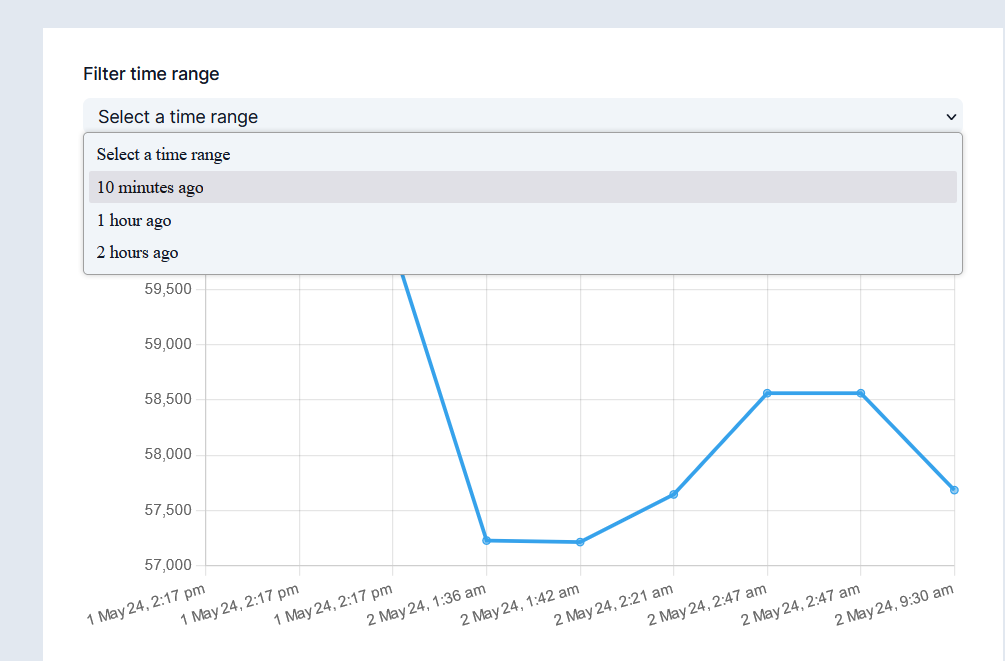 Filter time range
Select a time range
Select a time range
10 minutes ago
1 hour ago
2 hours ago
59,500
59,000
58,500
58,000
57,500
57,000
1 May 24, 2:17 pm
1 May 24, 2:17 pm
1 May 24, 2:17 pm
2 May 24, 1:36 am
2 May 24, 1:42 am
2 May 24, 2:21 am
2 May 24, 2:47 am
2 May 24, 2:47 am
2 May 24, 9:30 am